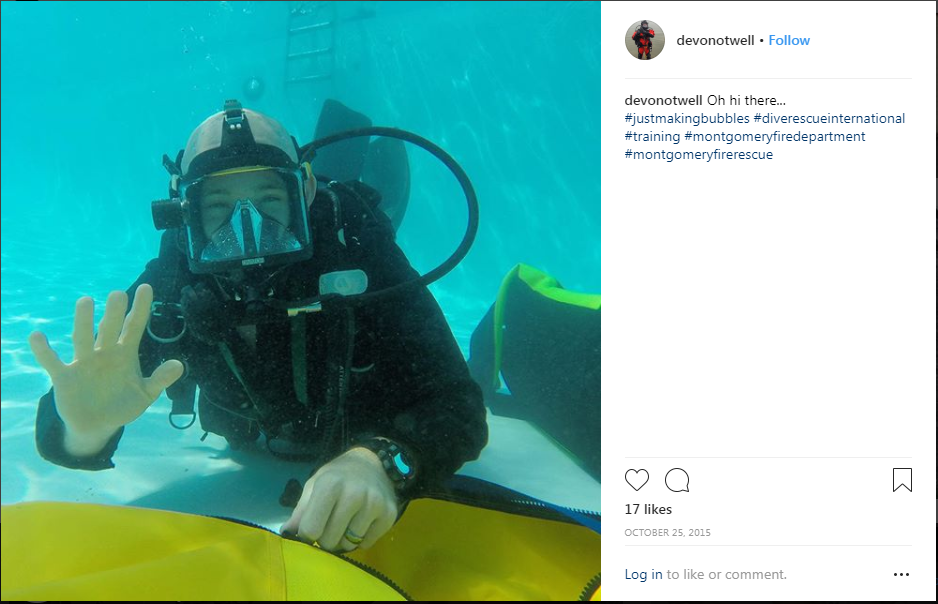 devonotwell • Follow
devonotwell Oh hi there...
#justmakingbubbles #diverescueinternational
#training #montgomeryfiredepartment
#montgomeryfirerescue
17 likes
OCTOBER 25, 2015
Log in to like or comment.